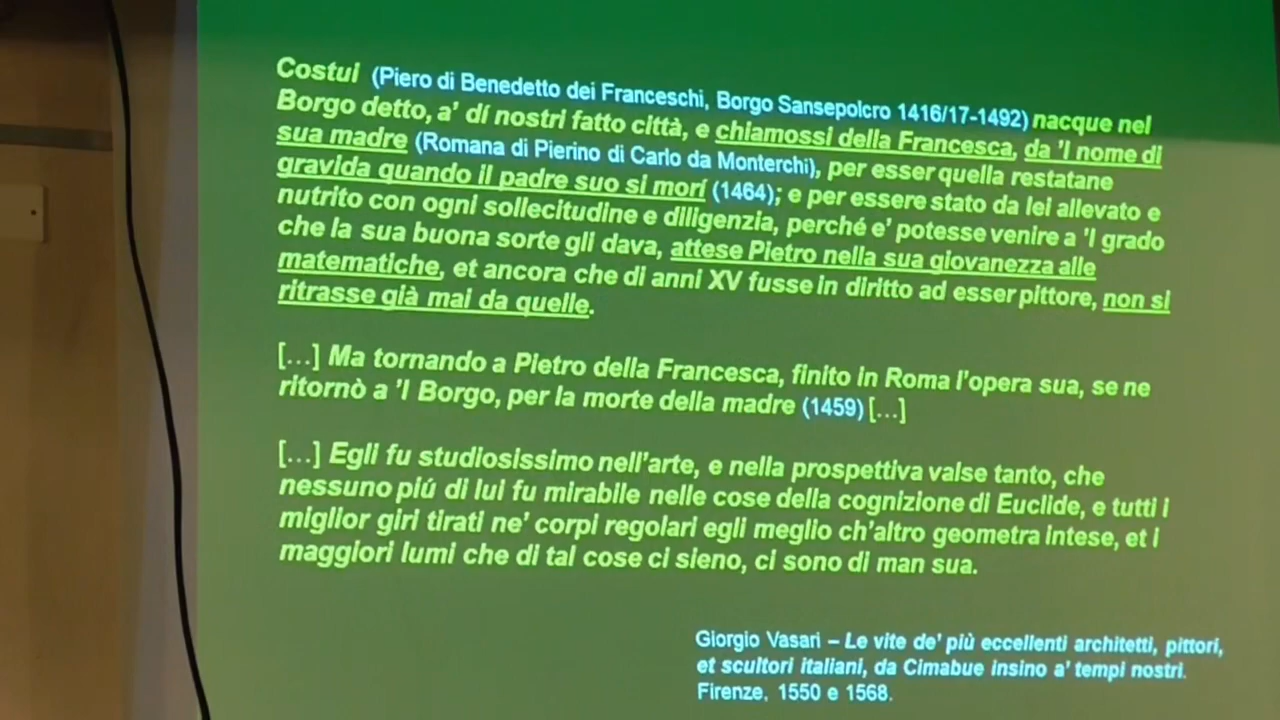 Costui (Piero di Benedetto dei Franceschi, Borgo Sansepolcro 1416/17-1492) nacque nel
Borgo detto, a' dí nostri fatto città, e chiamossi della Francesca, da 'l nome di
sua madre (Romana di Pierino di Carlo da Monterchi), per esser quella restatane
gravida quando il padre suo si morí (1464); e per essere stato da lei allevato e
nutrito con ogni sollecitudine e diligenzia, perché e' potesse venire a 'l grado
che la sua buona sorte gli dava, attese Pietro nella sua giovanezza alle
matematiche, et ancora che di anni XV fusse in diritto ad esser pittore, non si
ritrasse già mai da quelle.
[…] Ma tornando a Pietro della Francesca, finito in Roma l'opera sua, se ne
ritornò a 'l Borgo, per la morte della madre (1459) […]
[…] Egli fu studiosissimo nell'arte, e nella prospettiva valse tanto, che
nessuno piú di lui fu mirabile nelle cose della cognizione di Euclide, e tutti i
miglior giri tirati ne' corpi regolari egli meglio ch'altro geometra intese, et i
maggiori lumi che di tal cose ci sieno, ci sono di man sua.
Giorgio Vasari – Le vite de' più eccellenti architetti, pittori,
et scultori italiani, da Cimabue insino a' tempi nostri.
Firenze, 1550 e 1568.